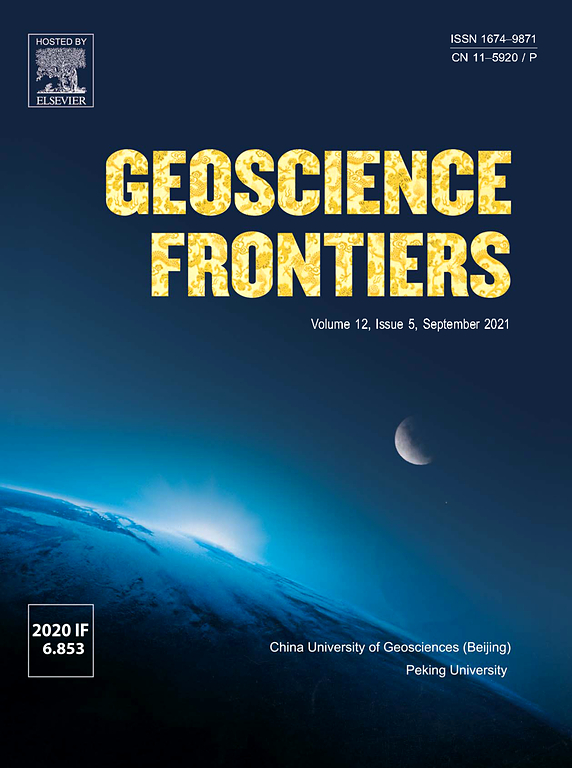 HOSTED BY
ELSEVIER
ISSN 1674–9871
CN 11–5920 / P
GEOSCIENCE
FRONTIERS
Volume 12, Issue 5, September 2021
2020 IF
6.853
China University of Geosciences (Beijing)
Peking University